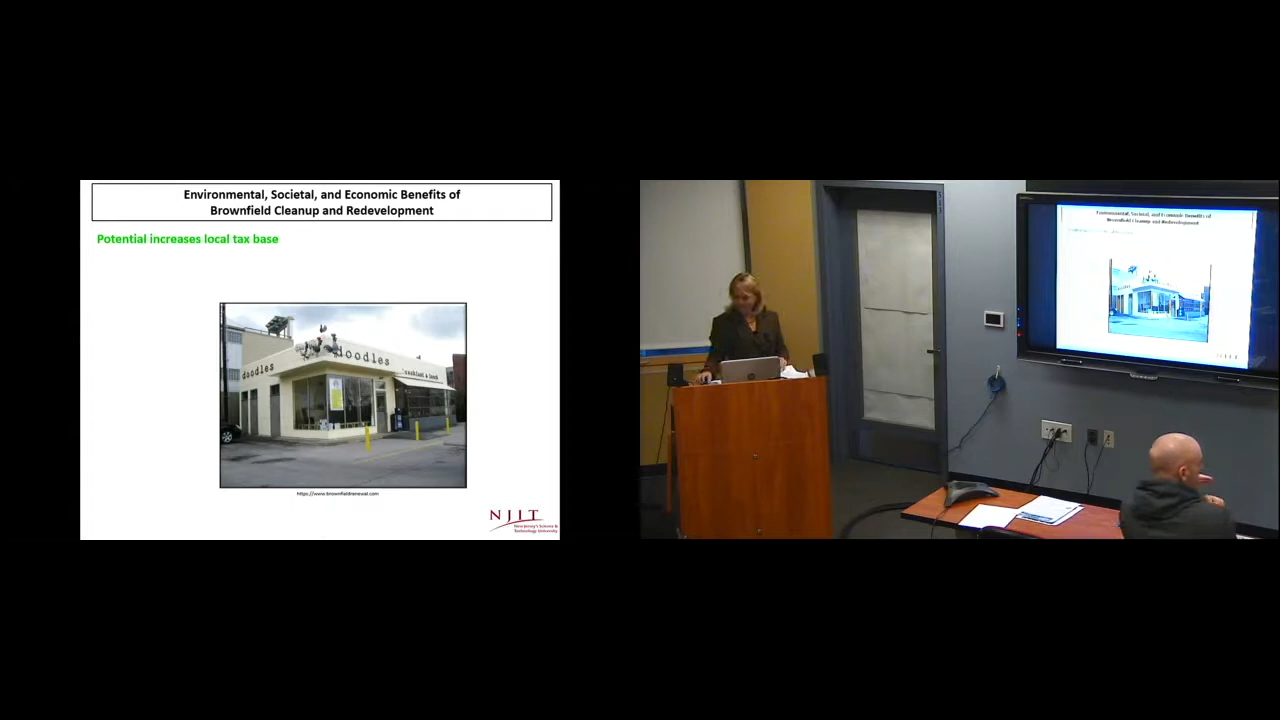 Environmental, Societal, and Economic Benefits of
Brownfield Cleanup and Redevelopment
Potential increases local tax base
doodles
doodles
breakfast & lunch
https://www.brownfieldrenewal.com
NJIT
New Jersey's Science &
Technology University
Environmental, Societal, and Economic Benefits of
Brownfield Cleanup and Redevelopment